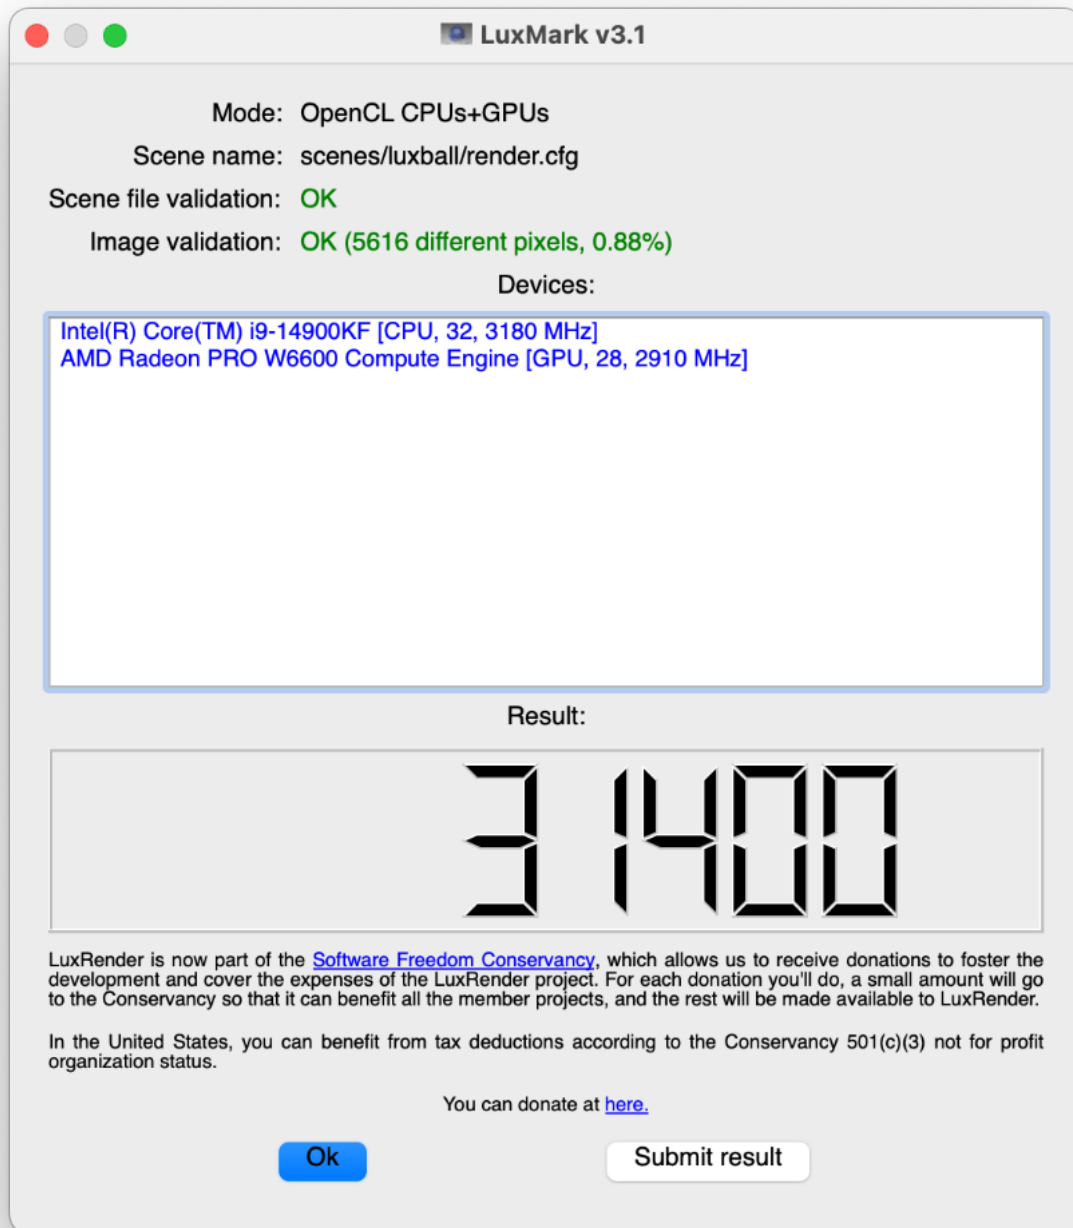 LuxMark v3.1
Mode: OpenCL CPUs+GPUs
Scene name: scenes/luxball/render.cfg
Scene file validation: OK
Image validation: OK (5616 different pixels, 0.88%)
Devices:
Intel(R) Core(TM) i9-14900KF [CPU, 32, 3180 MHz]
AMD Radeon PRO W6600 Compute Engine [GPU, 28, 2910 MHz]
Result:
31400
LuxRender is now part of the Software Freedom Conservancy, which allows us to receive donations to foster the
development and cover the expenses of the LuxRender project. For each donation you'll do, a small amount will go
to the Conservancy so that it can benefit all the member projects, and the rest will be made available to LuxRender.
In the United States, you can benefit from tax deductions according to the Conservancy 501(c)(3) not for profit
organization status.
You can donate at here.
Ok
Submit result